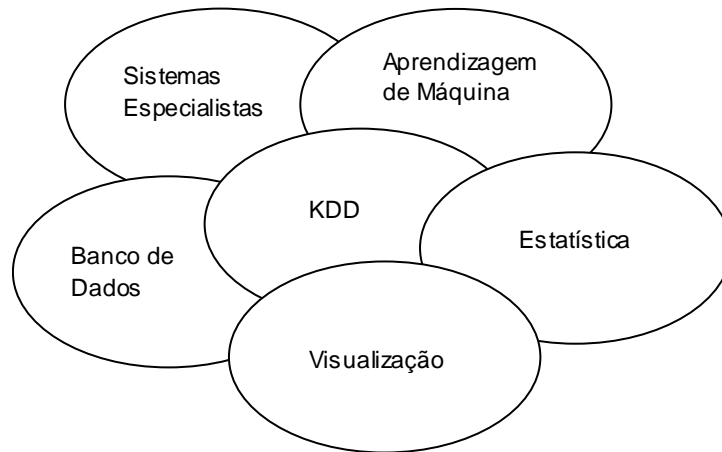 Sistemas
Especialistas
Aprendizagem
de Máquina
KDD
Estatística
Banco de
Dados
Visualização